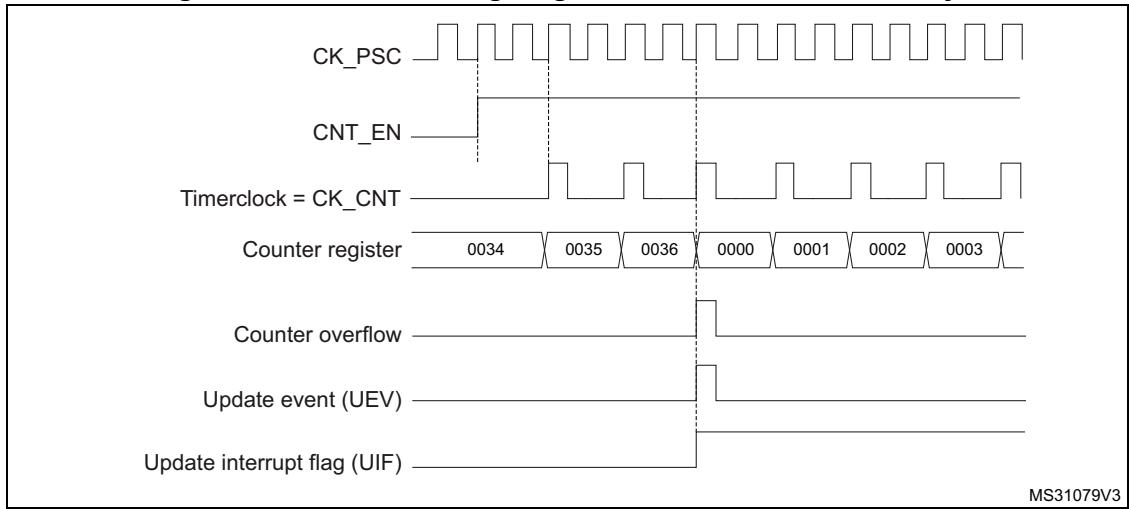 CK_PSC
CNT_EN
Timerclock = CK_CNT
Counter register 0034 0035 0036 0000 0001 0002 0003
Counter overflow
Update event (UEV)
Update interrupt flag (UIF)
MS31079V3